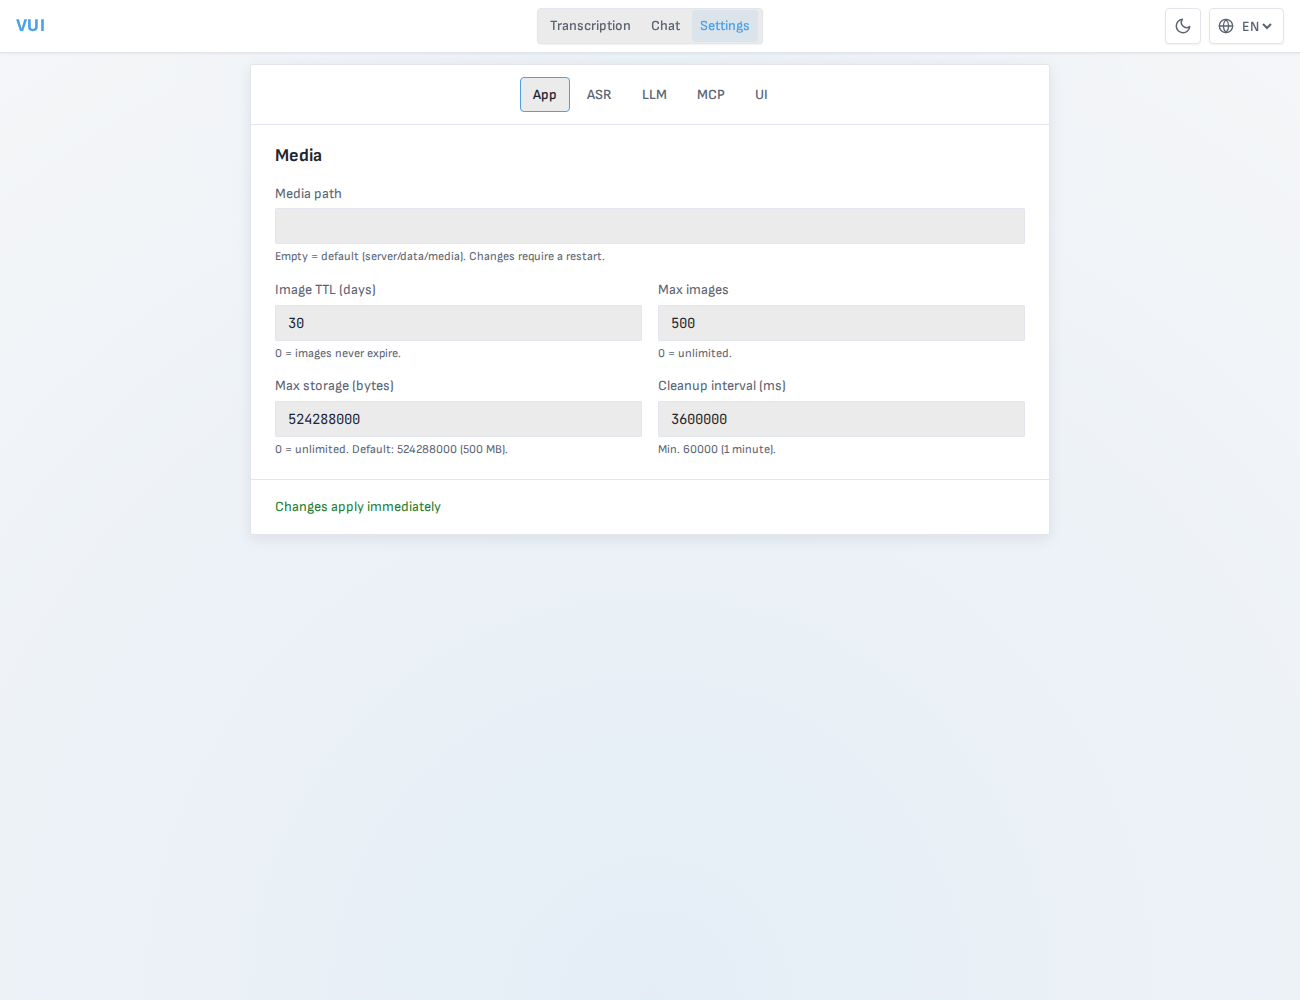 VUI
Transcription Chat Settings
EN
App ASR LLM MCP UI
Media
Media path
Empty = default (server/data/media). Changes require a restart.
Image TTL (days) Max images
30 500
0 = images never expire. 0 = unlimited.
Max storage (bytes) Cleanup interval (ms)
524288000 3600000
0 = unlimited. Default: 524288000 (500 MB). Min. 60000 (1 minute).
Changes apply immediately